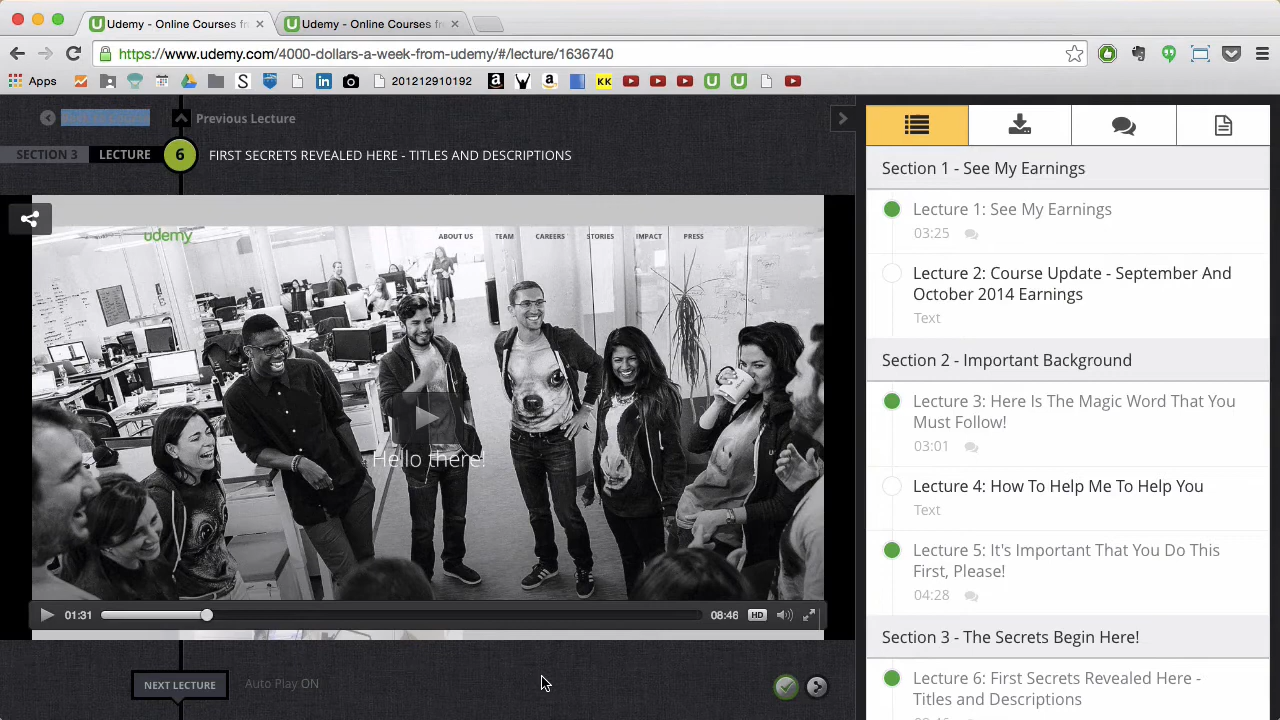 Udemy - Online Courses fr
Udemy - Online Courses fr
https://www.udemy.com/4000-dollars-a-week-from-udemy/#/lecture/1636740
Apps
S
in
201212910192
a
a
KK
Previous Lecture
SECTION 3
LECTURE
6
FIRST SECRETS REVEALED HERE - TITLES AND DESCRIPTIONS
udemy
ABOUT US
TEAM
CAREERS
STORIES
IMPACT
PRESS
Hello there!
01:31
08:46
HD
NEXT LECTURE
Auto Play ON
Section 1 - See My Earnings
Lecture 1: See My Earnings
03:25
Lecture 2: Course Update - September And
October 2014 Earnings
Text
Section 2 - Important Background
Lecture 3: Here Is The Magic Word That You
Must Follow!
03:01
Lecture 4: How To Help Me To Help You
Text
Lecture 5: It's Important That You Do This
First, Please!
04:28
Section 3 - The Secrets Begin Here!
Lecture 6: First Secrets Revealed Here -
Titles and Descriptions
08:46